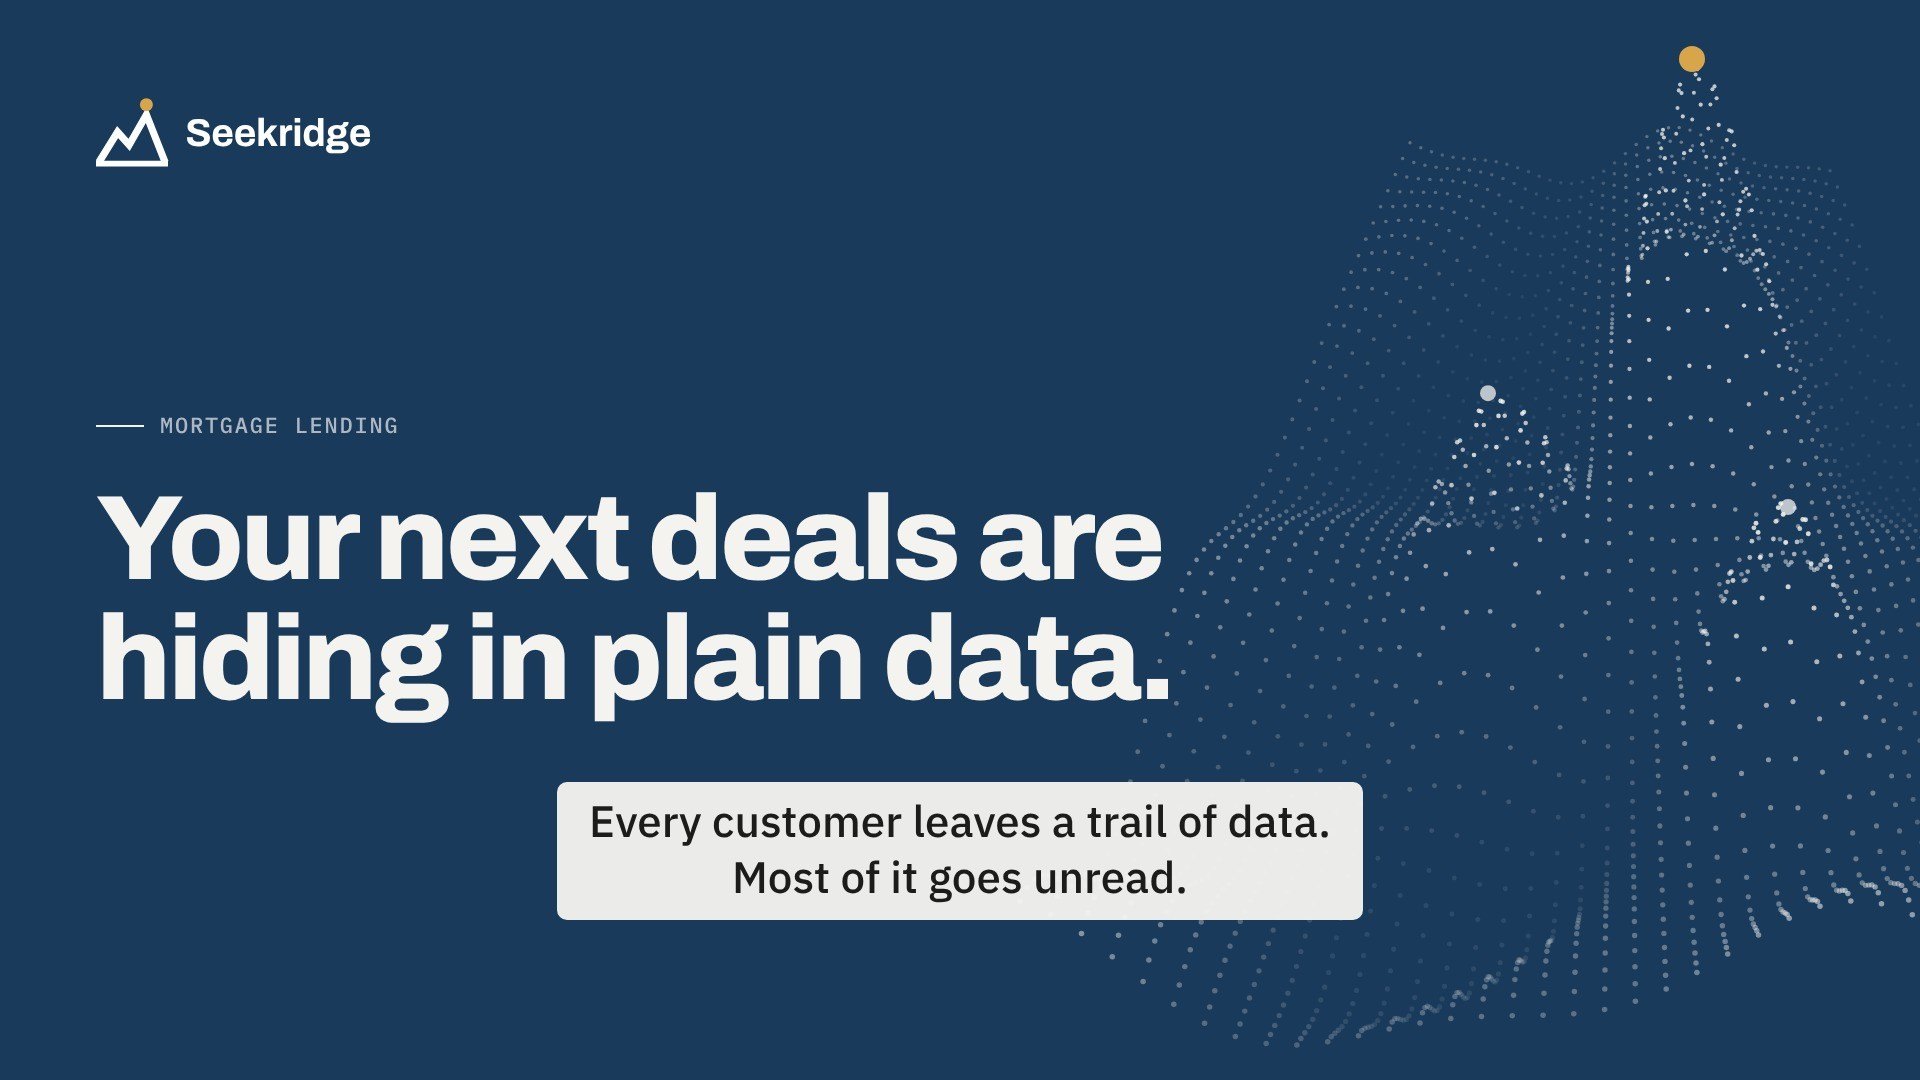 Seekridge
MORTGAGE LENDING
Your next deals are
hiding in plain data.
Every customer leaves a trail of data.
Most of it goes unread.